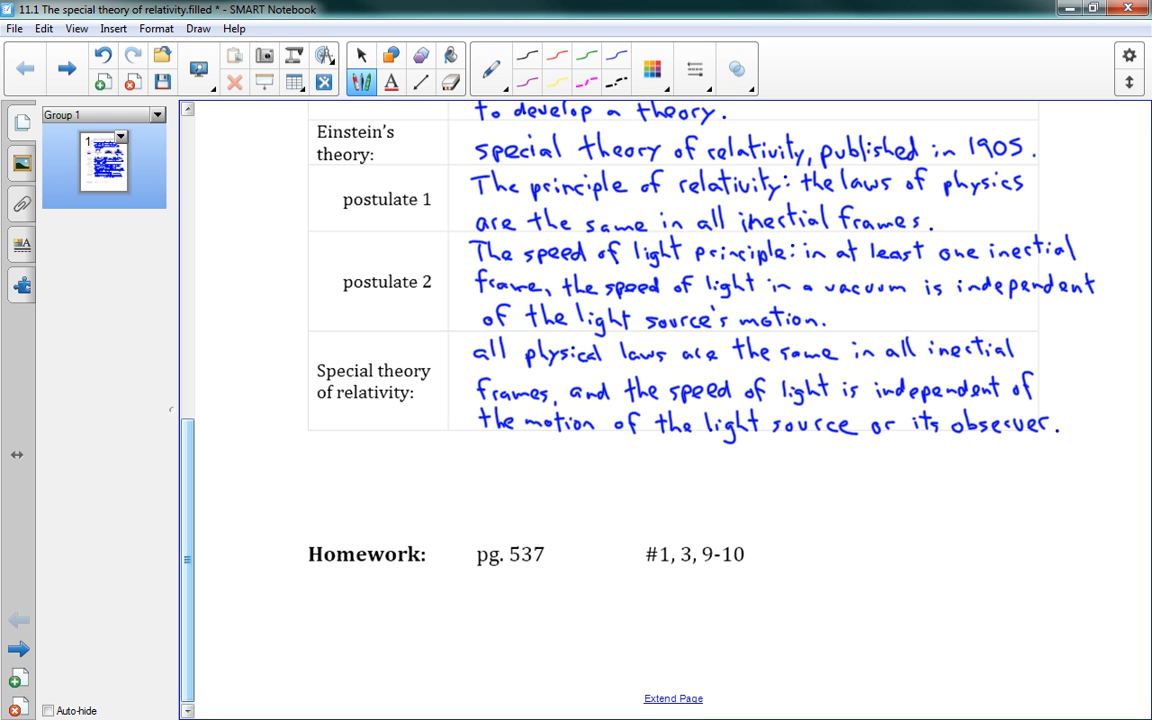 11.1 The special theory of relativity.filled * - SMART Notebook
File Edit View Insert Format Draw Help
Group 1
1
to develop a theory.
Einstein's
theory:
special theory of relativity, published in 1905.
postulate 1
The principle of relativity: the laws of physics
are the same in all inertial frames.
postulate 2
The speed of light principle: in at least one inertial
frame, the speed of light in a vacuum is independent
of the light source's motion.
Special theory
of relativity:
all physical laws are the same in all inertial
frames, and the speed of light is independent of
the motion of the light source or its observer.
Homework: pg. 537 #1, 3, 9-10
Extend Page
Auto-hide